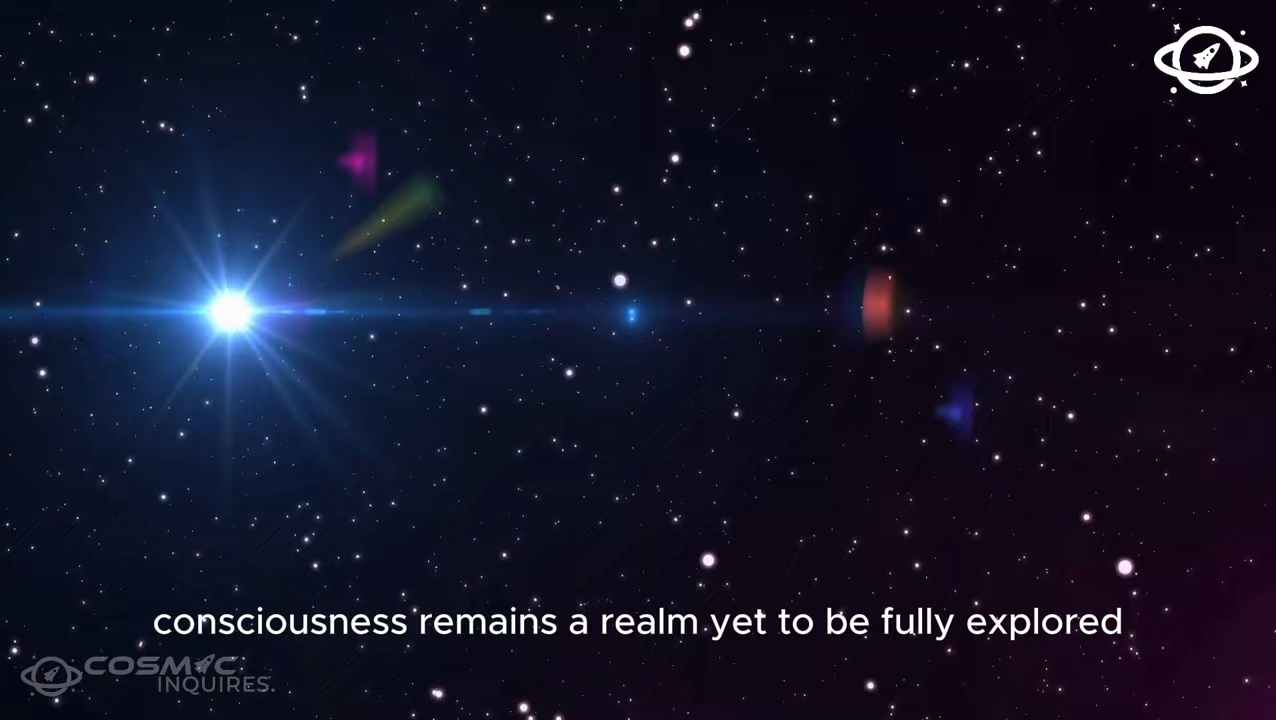 consciousness remains a realm yet to be fully explored
COSMIC
INQUIRES.